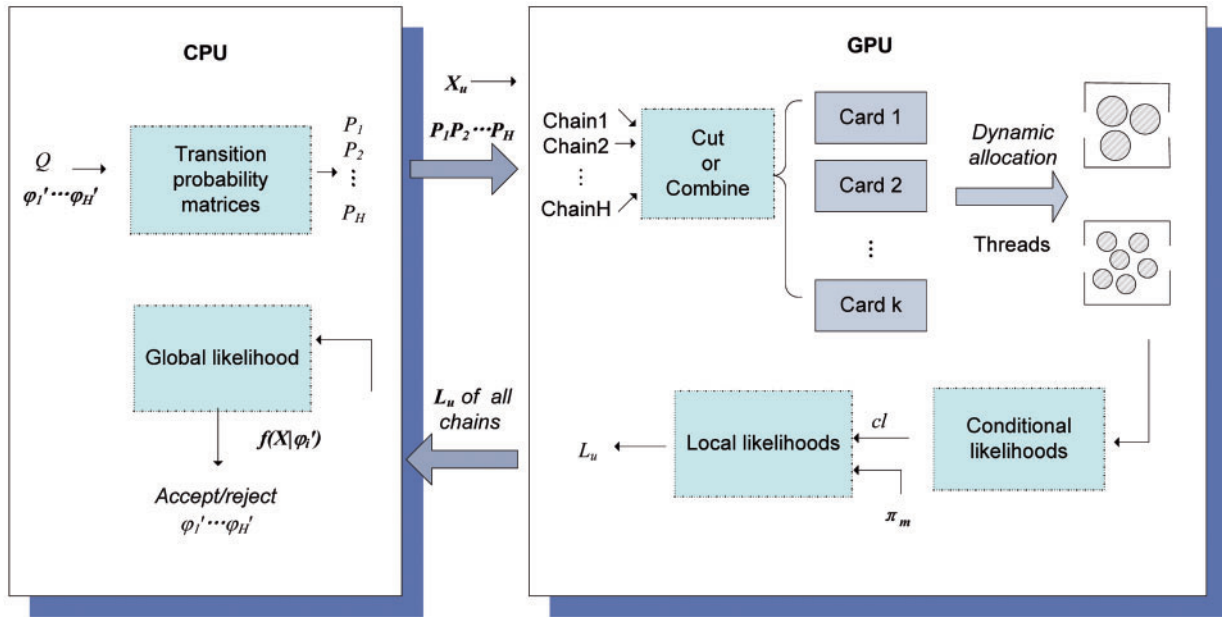 CPU
Q
φ1'⋯φH'
Transition
probability
matrices
P1
P2
⋮
PH
Global likelihood
f(X|φi')
Accept/reject
φ1'⋯φH'
Xu
P1P2⋯PH
Lu of all
chains
GPU
Chain1
Chain2
⋮
ChainH
Cut
or
Combine
Card 1
Card 2
⋮
Card k
Dynamic
allocation
Threads
Conditional
likelihoods
cl
πm
Local likelihoods
Lu